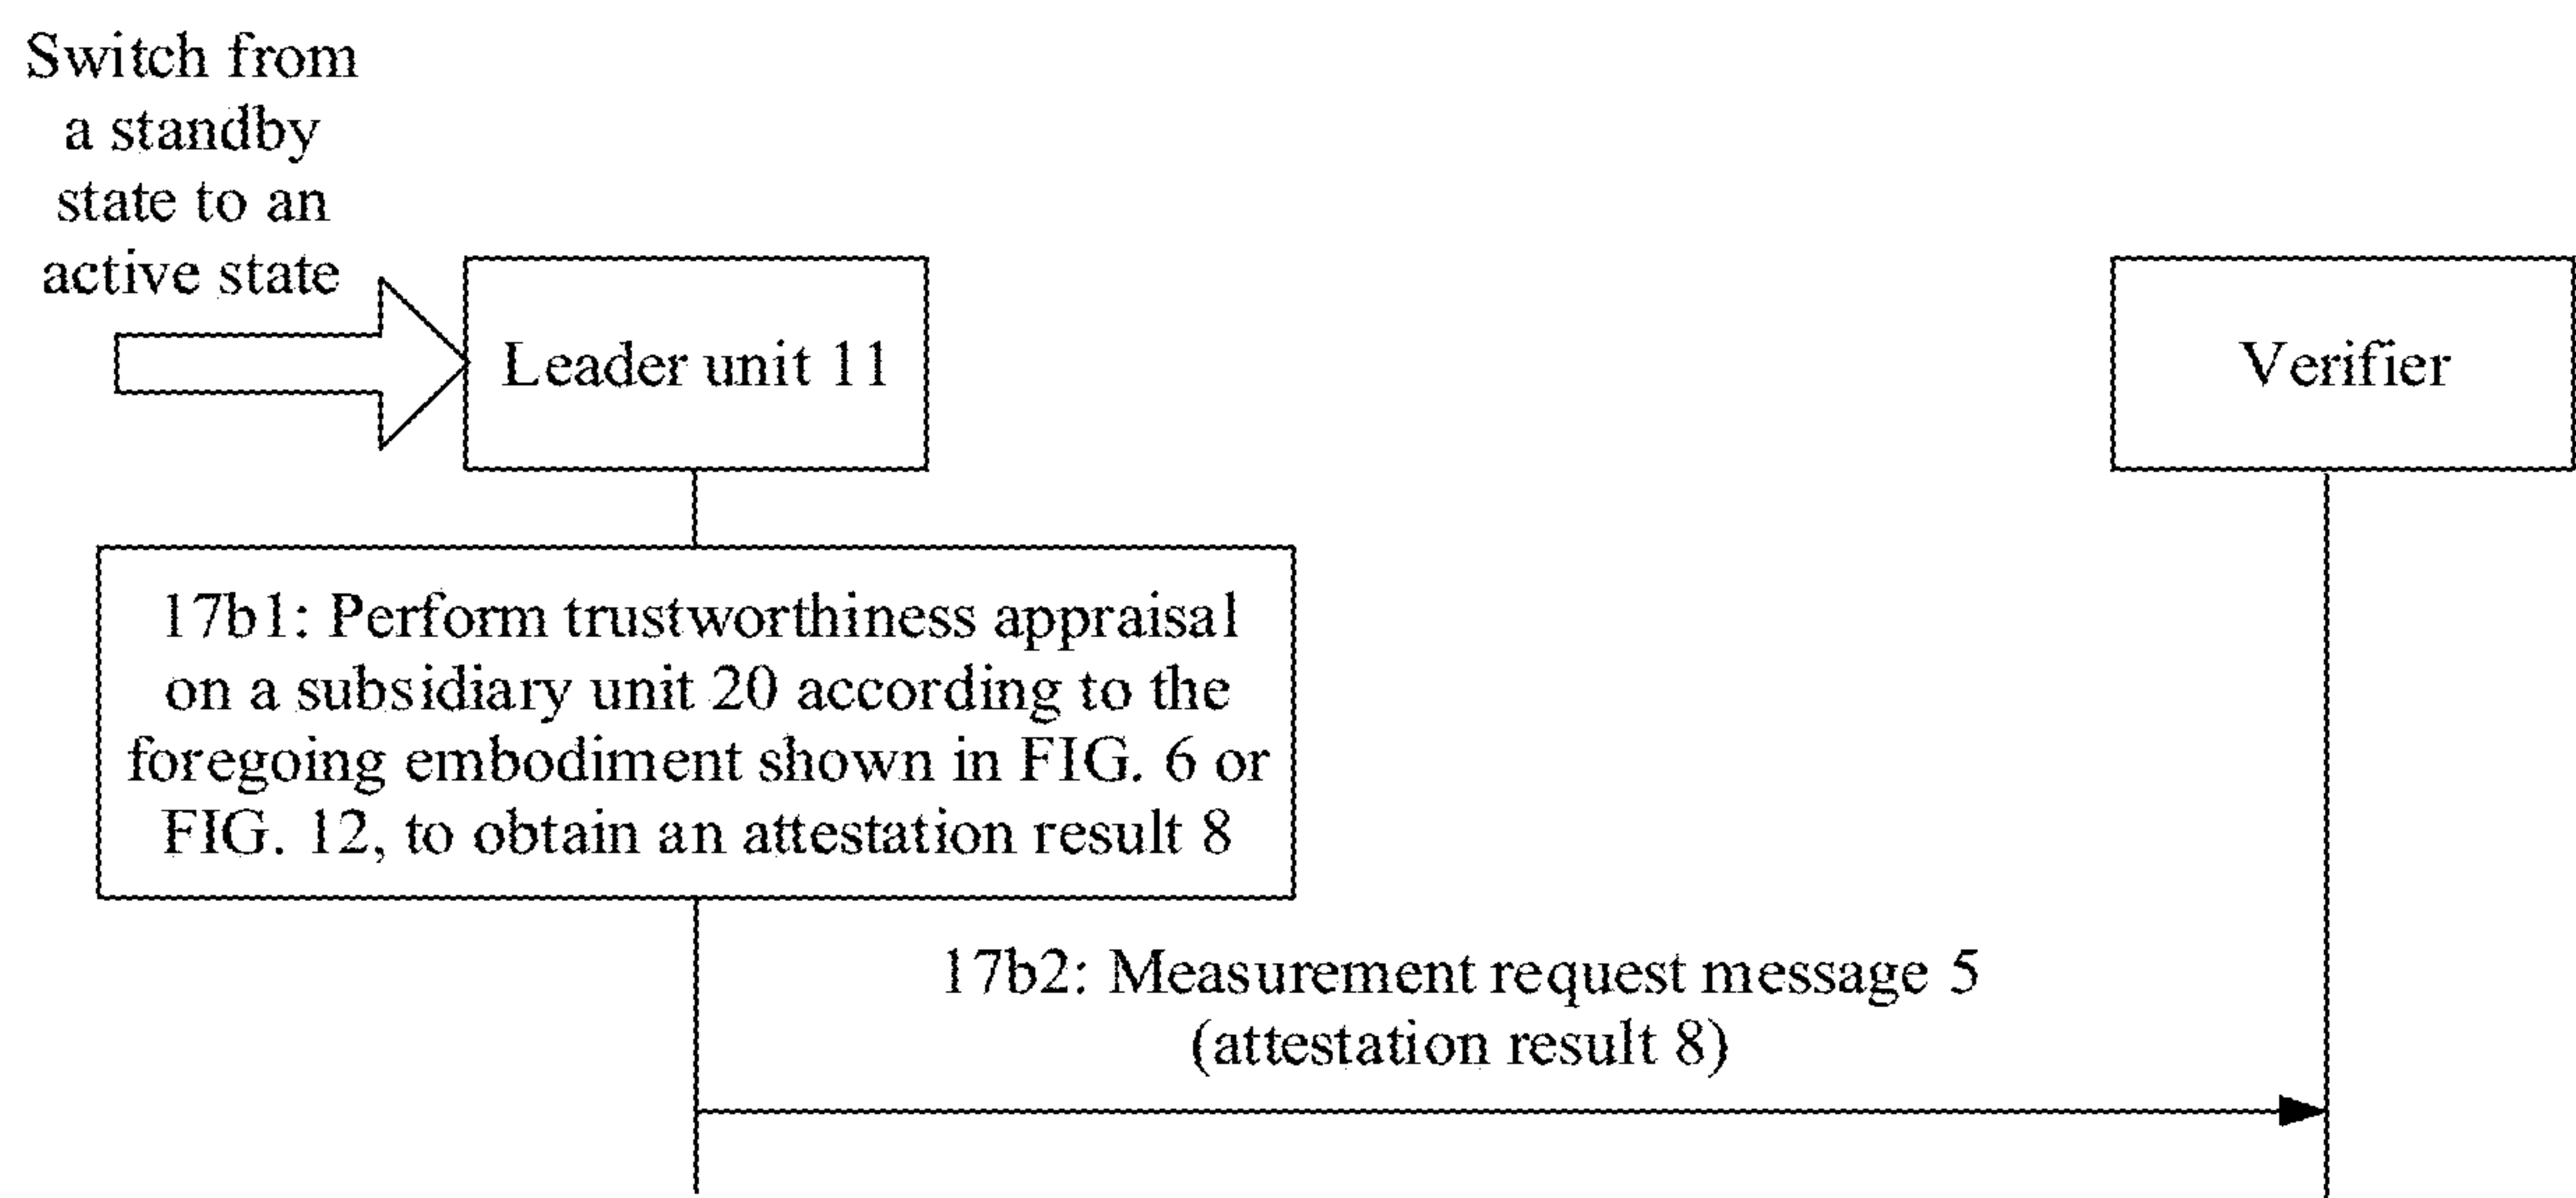 Switch from
a standby
state to an
active state
Leader unit 11
Verifier
17b1: Perform trustworthiness appraisal
on a subsidiary unit 20 according to the
foregoing embodiment shown in FIG. 6 or
FIG. 12, to obtain an attestation result 8
17b2: Measurement request message 5
(attestation result 8)